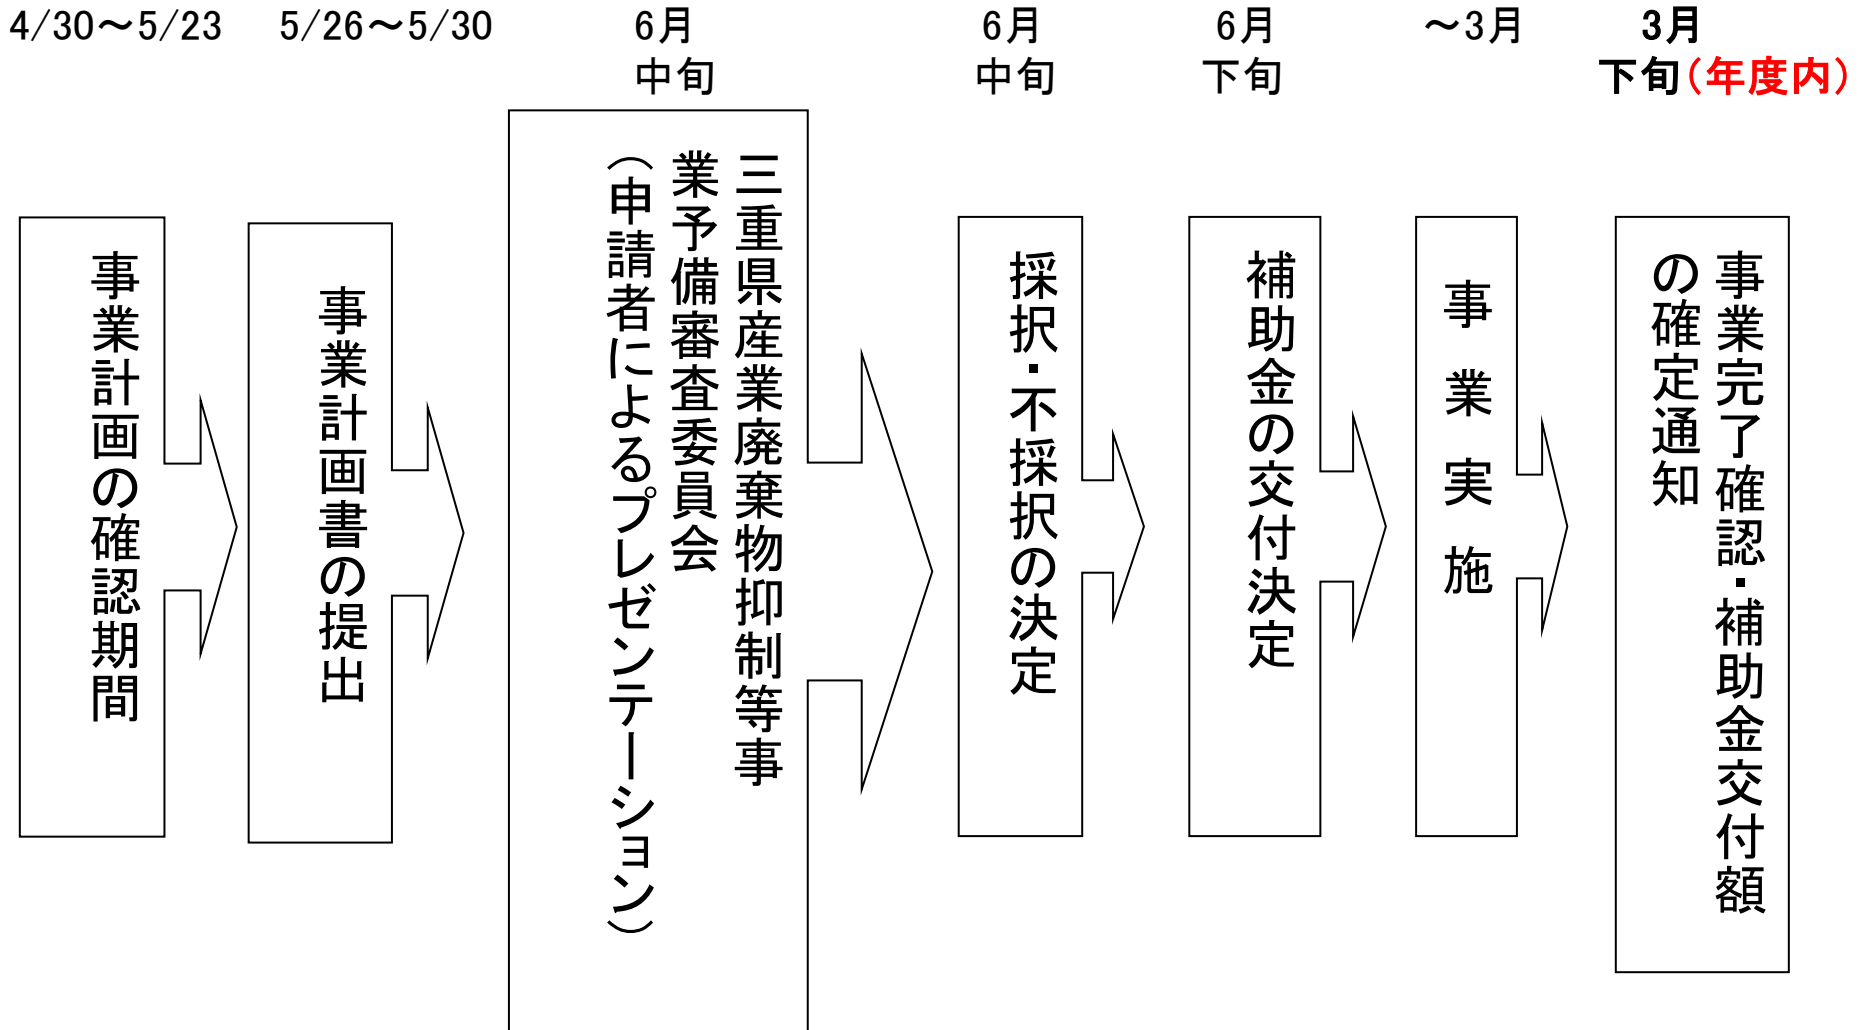 4/30～5/23
5/26～5/30
6月
中旬
6月
中旬
6月
下旬
～3月
3月
下旬（年度内）
事業計画の確認期間
事業計画書の提出
三重県産業廃棄物抑制等事
業予備審査委員会
（申請者によるプレゼンテーション）
採択・不採択の決定
補助金の交付決定
事業実施
事業完了確認・補助金交付額
の確定通知